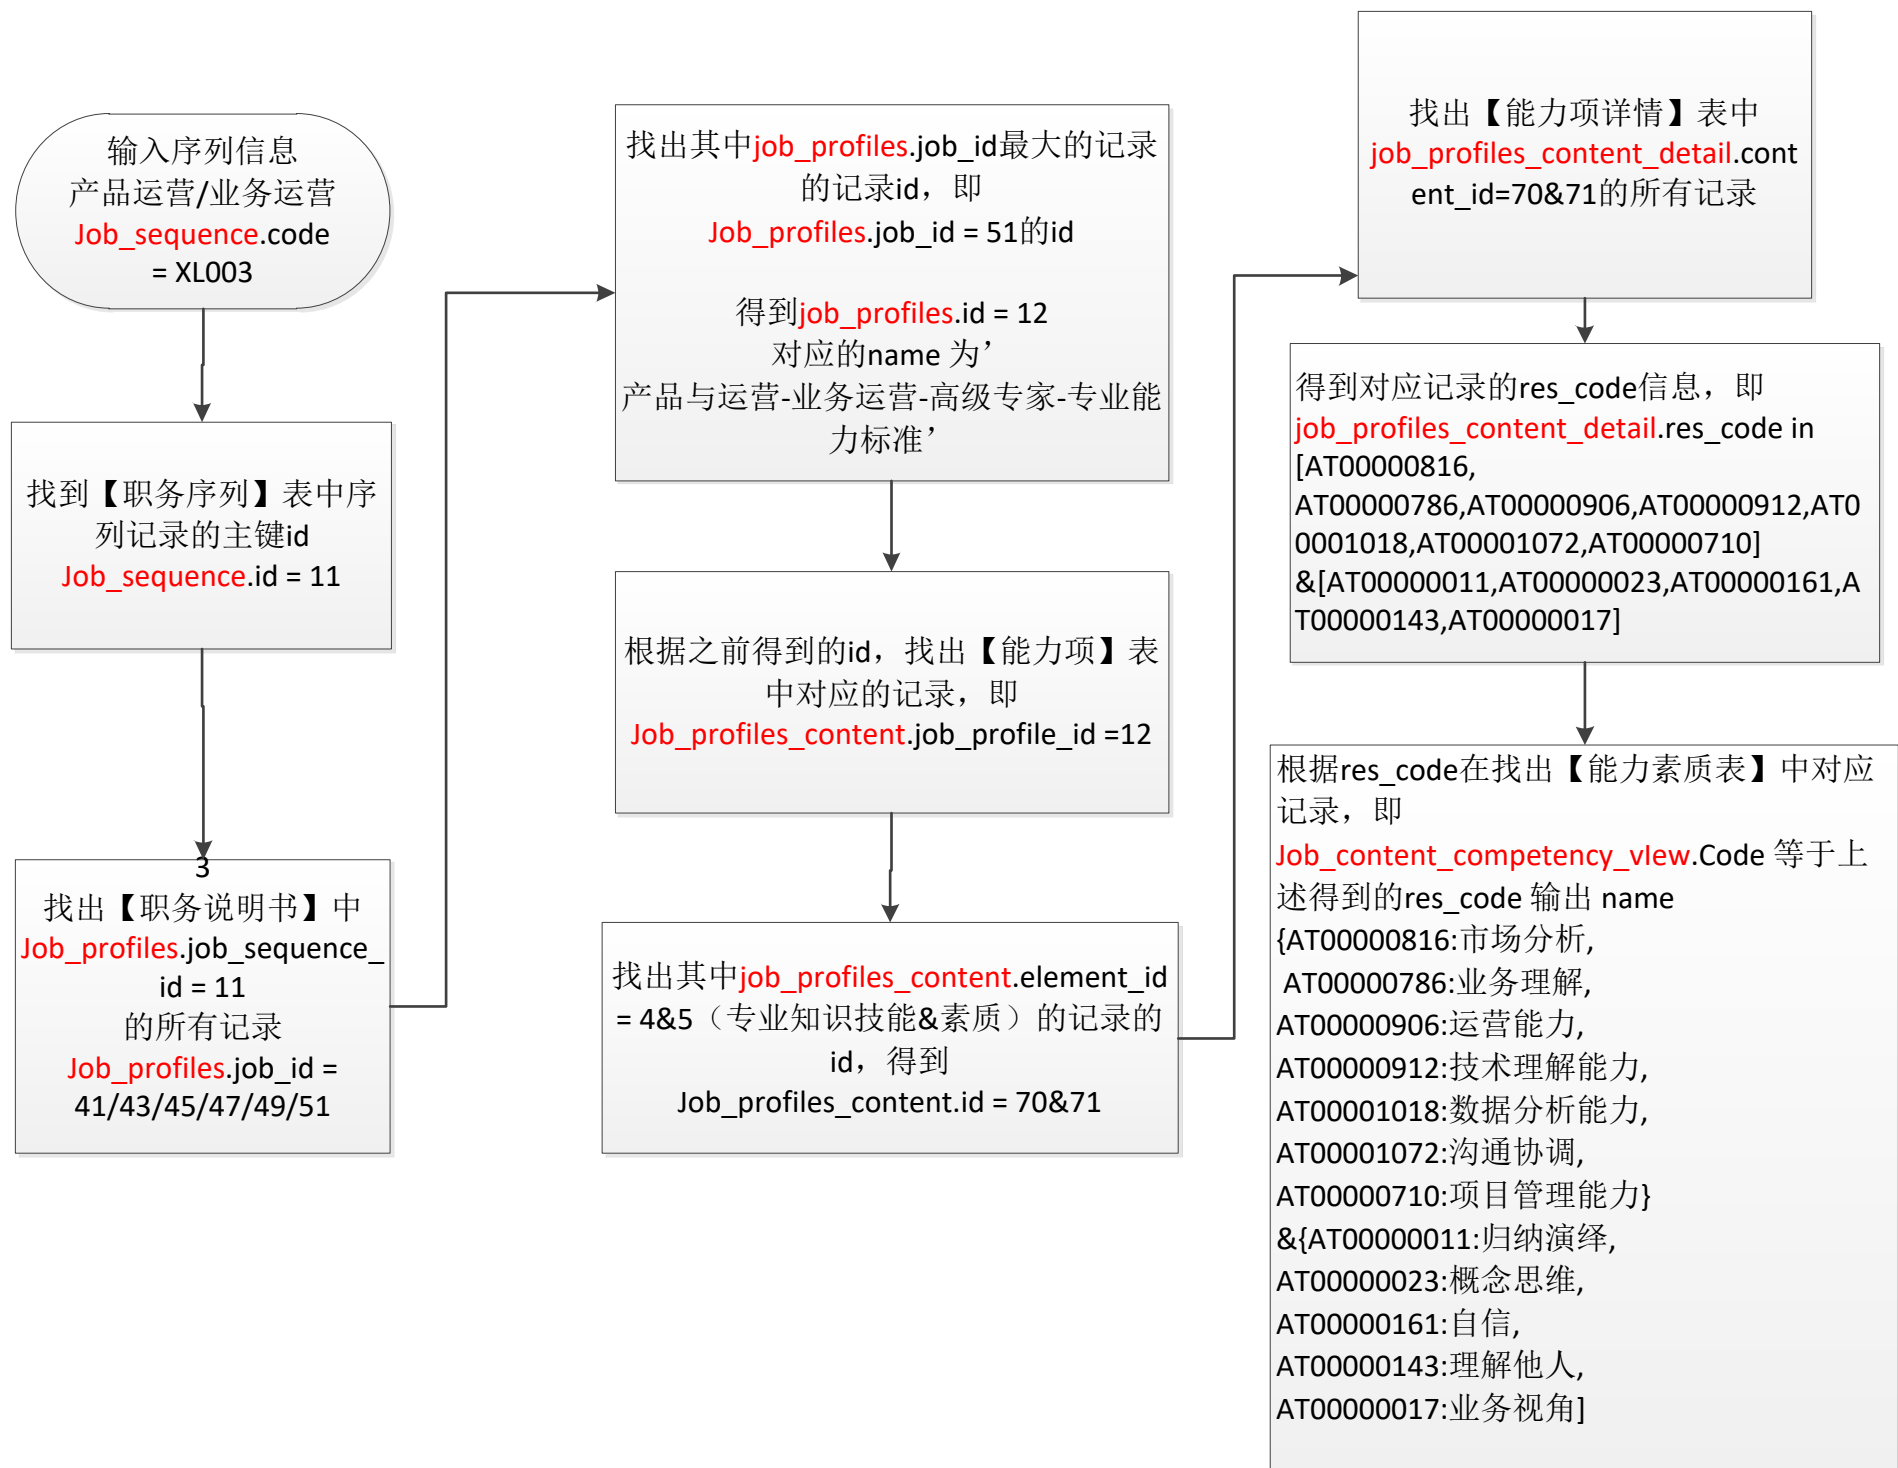 输入序列信息
产品运营/业务运营
Job_sequence.code
= XL003
找到【职务序列】表中序
列记录的主键id
Job_sequence.id = 11
3
找出【职务说明书】中
Job_profiles.job_sequence_
id = 11
的所有记录
Job_profiles.job_id =
41/43/45/47/49/51
找出其中job_profiles.job_id最大的记录
的记录id，即
Job_profiles.job_id = 51的id
得到job_profiles.id = 12
对应的name 为’
产品与运营-业务运营-高级专家-专业能
力标准’
根据之前得到的id，找出【能力项】表
中对应的记录，即
Job_profiles_content.job_profile_id =12
找出其中job_profiles_content.element_id
= 4&5（专业知识技能&素质）的记录的
id，得到
Job_profiles_content.id = 70&71
找出【能力项详情】表中
job_profiles_content_detail.cont
ent_id=70&71的所有记录
得到对应记录的res_code信息，即
job_profiles_content_detail.res_code in
[AT00000816,
AT00000786,AT00000906,AT00000912,AT0
0001018,AT00001072,AT00000710]
&[AT00000011,AT00000023,AT00000161,A
T00000143,AT00000017]
根据res_code在找出【能力素质表】中对应
记录，即
Job_content_competency_vIew.Code 等于上
述得到的res_code 输出 name
{AT00000816:市场分析,
AT00000786:业务理解,
AT00000906:运营能力,
AT00000912:技术理解能力,
AT00001018:数据分析能力,
AT00001072:沟通协调,
AT00000710:项目管理能力}
&{AT00000011:归纳演绎,
AT00000023:概念思维,
AT00000161:自信,
AT00000143:理解他人,
AT00000017:业务视角]